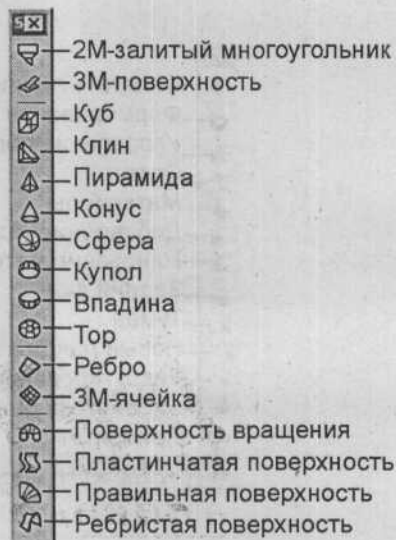 2М-залитый многоугольник
3М-поверхность
Куб
Клин
Пирамида
Конус
Сфера
Купол
Впадина
Тор
Ребро
3М-ячейка
Поверхность вращения
Пластинчатая поверхность
Правильная поверхность
Ребристая поверхность